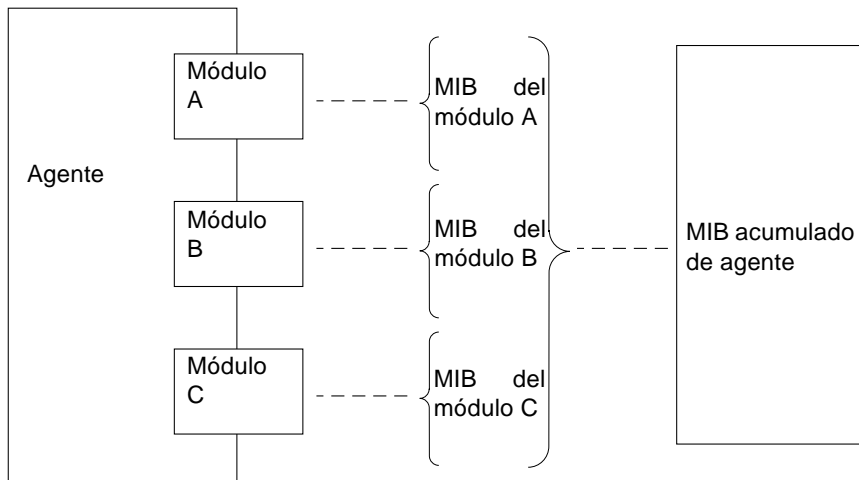 Módulo
A
MIB del
módulo A
Agente
Módulo
B
MIB del
módulo B
MIB acumulado
de agente
Módulo
C
MIB del
módulo C